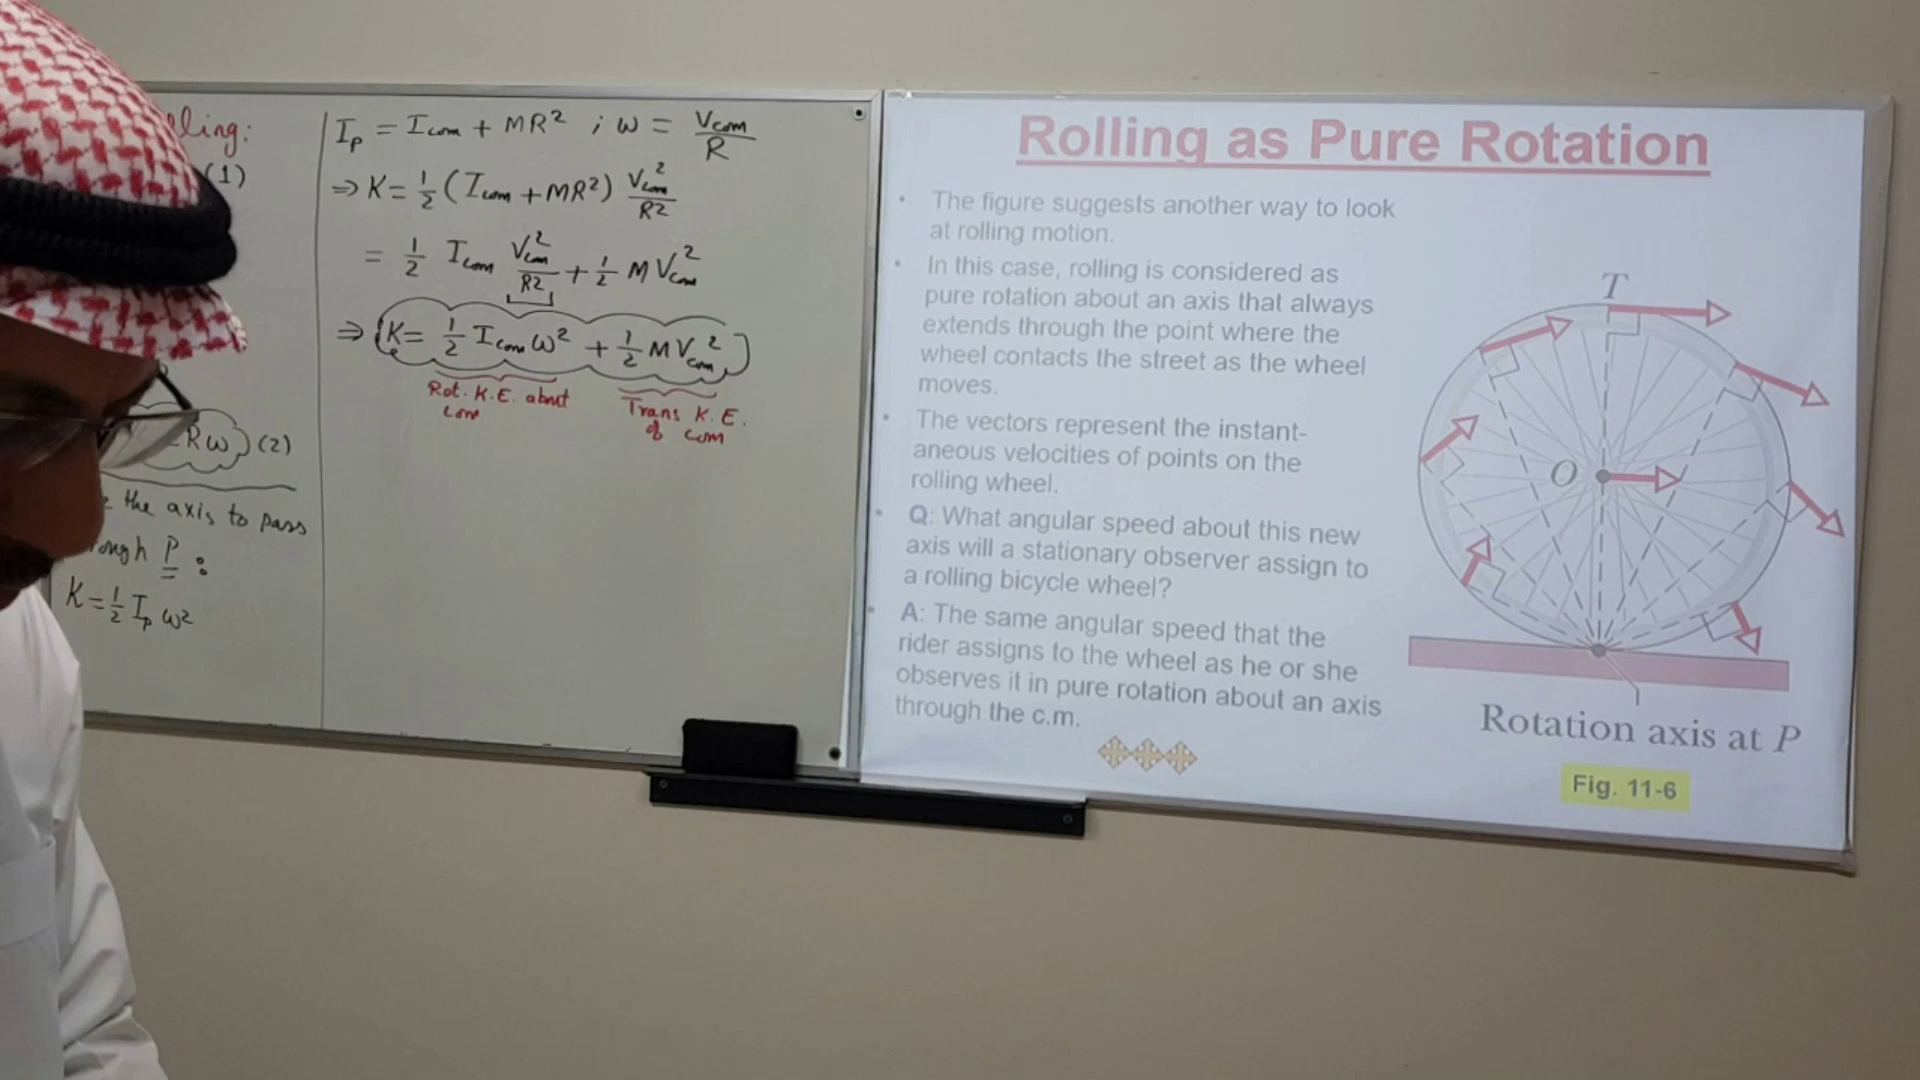 lling:
(1)
Rω) (2)
the axis to pass
ough P :
K = 1/2 I_P ω²
I_P = I_com + MR² ; ω = V_com / R
⇒ K = 1/2 (I_com + MR²) V_com² / R²
= 1/2 I_com V_com² / R² + 1/2 M V_com²
⇒ K = 1/2 I_com ω² + 1/2 M V_com²
Rot. K.E. about com
Trans K.E. of com
Rolling as Pure Rotation
• The figure suggests another way to look
at rolling motion.
• In this case, rolling is considered as
pure rotation about an axis that always
extends through the point where the
wheel contacts the street as the wheel
moves.
• The vectors represent the instant-
aneous velocities of points on the
rolling wheel.
• Q: What angular speed about this new
axis will a stationary observer assign to
a rolling bicycle wheel?
• A: The same angular speed that the
rider assigns to the wheel as he or she
observes it in pure rotation about an axis
through the c.m.
T
O
Rotation axis at P
Fig. 11-6